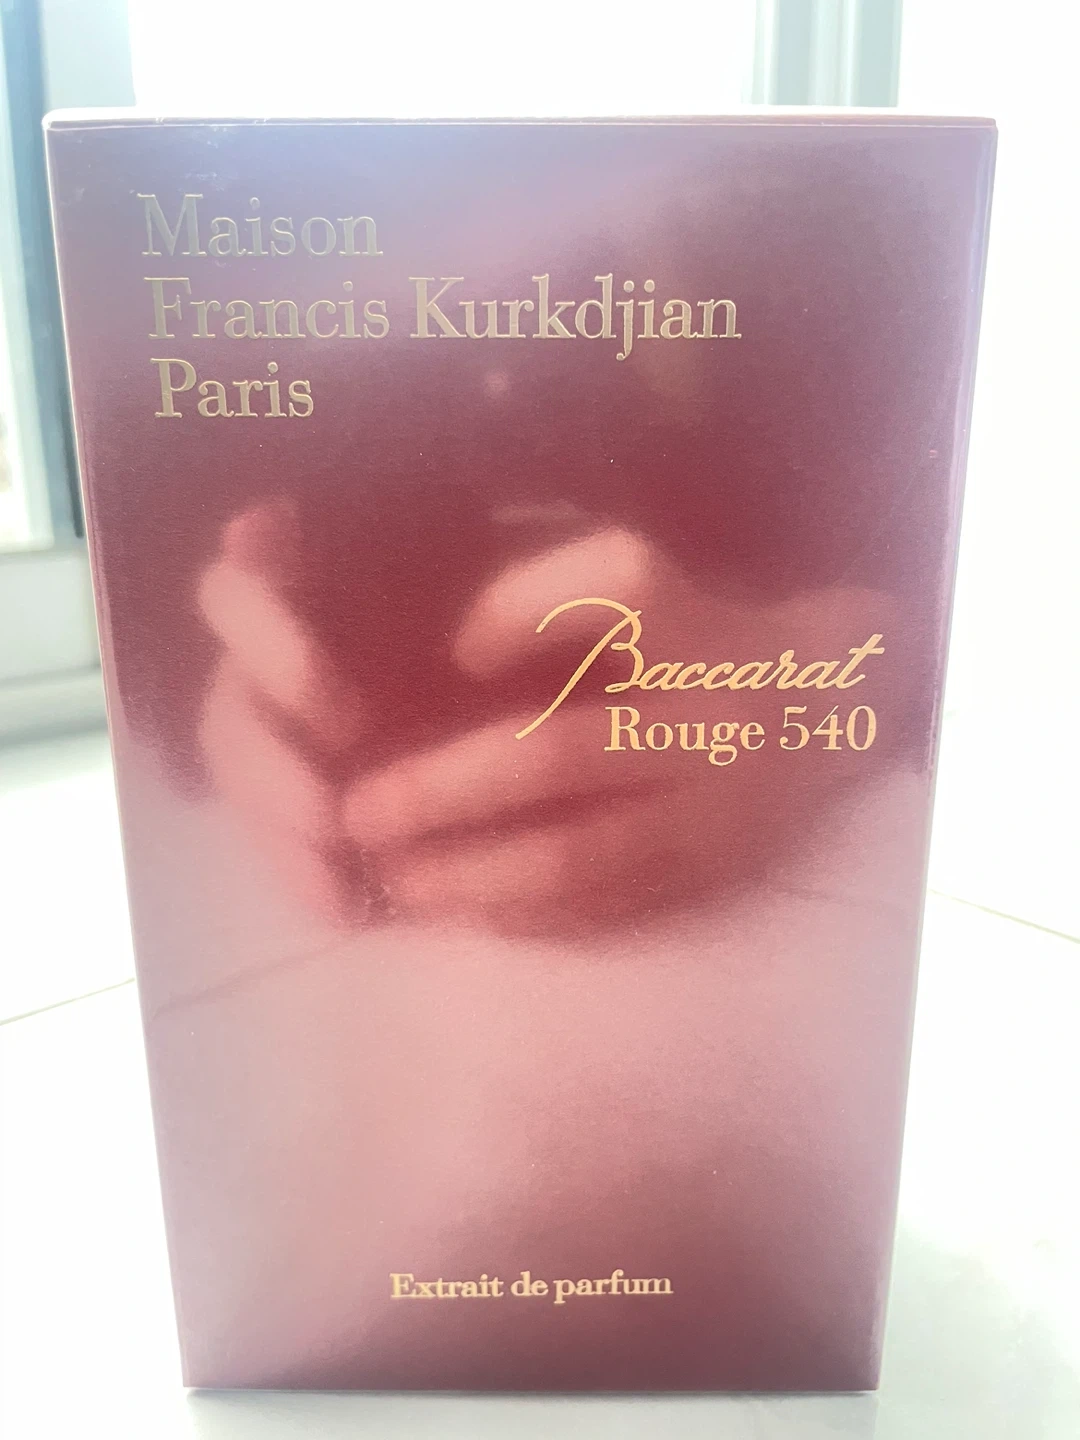 Maison
Francis Kurkdjian
Paris
Baccarat
Rouge 540
Extrait de parfum